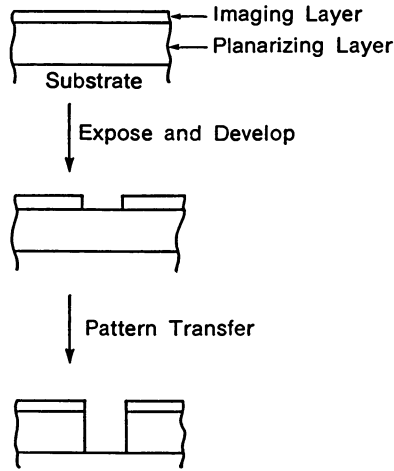 Imaging Layer
Planarizing Layer
Substrate
Expose and Develop
Pattern Transfer